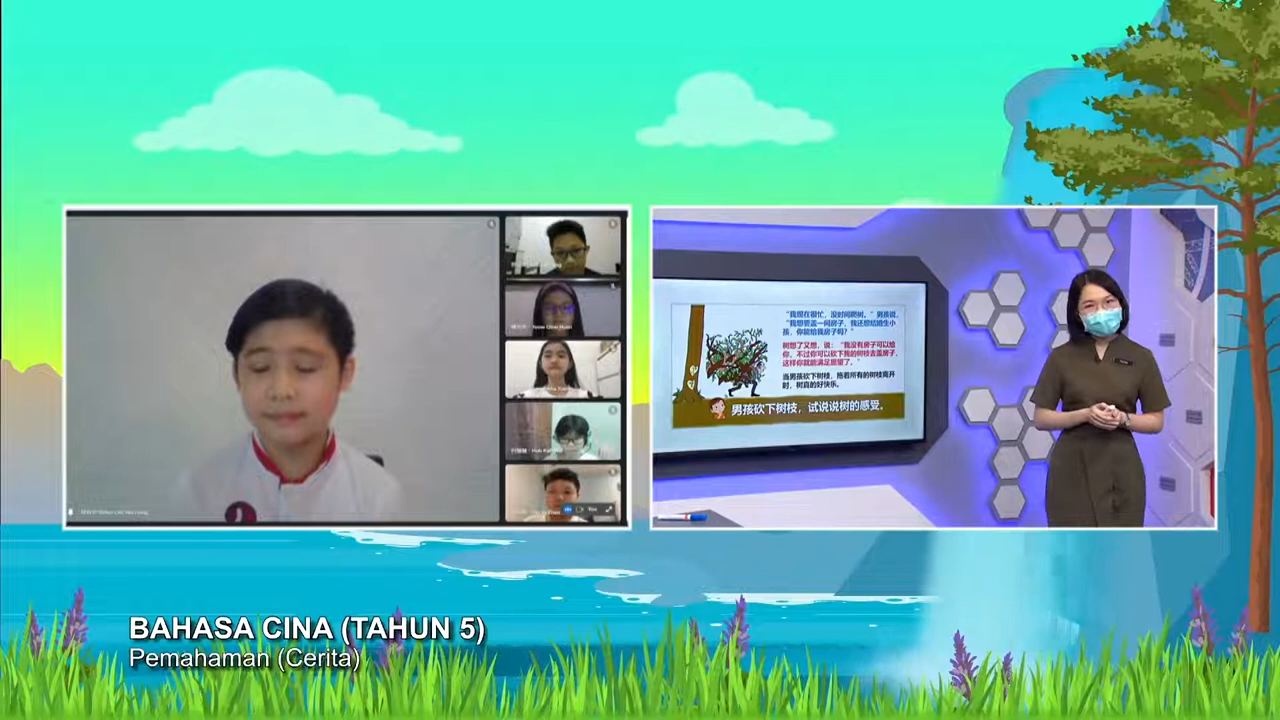 "我现在很忙，没时间爬树。"男孩说，
"我想要盖一间房子，我还想结婚生小
孩，你能给我房子吗？"
树想了又想，说："我没有房子可以给
你，不过你可以砍下我的树枝去盖房子，
这样你就能满足愿望了。"
当男孩砍下树枝，拖着所有的树枝离开
时，树真的好快乐。
男孩砍下树枝，试说说树的感受。
BAHASA CINA (TAHUN 5)
Pemahaman (Cerita)